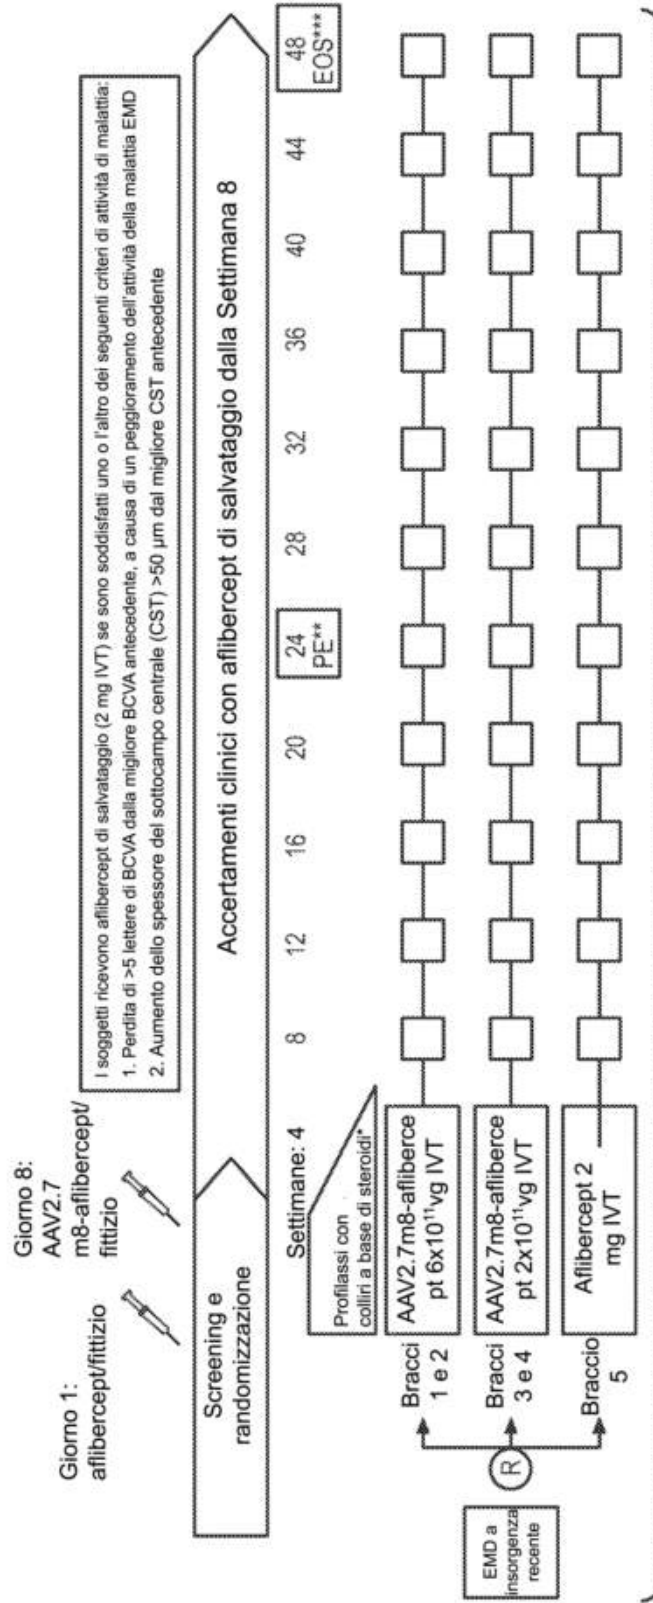 Giorno 1:
aflibercept/fittizio
Giorno 8:
AAV2.7
m8-aflibercept/
fittizio
I soggetti ricevono aflibercept di salvataggio (2 mg IVT) se sono soddisfatti uno o l'altro dei seguenti criteri di attività di malattia:
1. Perdita di >5 lettere di BCVA dalla migliore BCVA antecedente, a causa di un peggioramento dell'attività della malattia EMD
2. Aumento dello spessore del sottocampo centrale (CST) >50 µm dal migliore CST antecedente
Screening e
randomizzazione
Accertamenti clinici con aflibercept di salvataggio dalla Settimana 8
Settimane: 4 8 12 16 20 24 28 32 36 40 44 48
PE** EOS***
Profilassi con
colliri a base di steroidi*
EMD a
insorgenza
recente
R
Bracci
1 e 2
AAV2.7m8-afliberce
pt 6x10¹¹vg IVT
Bracci
3 e 4
AAV2.7m8-afliberce
pt 2x10¹¹vg IVT
Braccio
5
Aflibercept 2
mg IVT